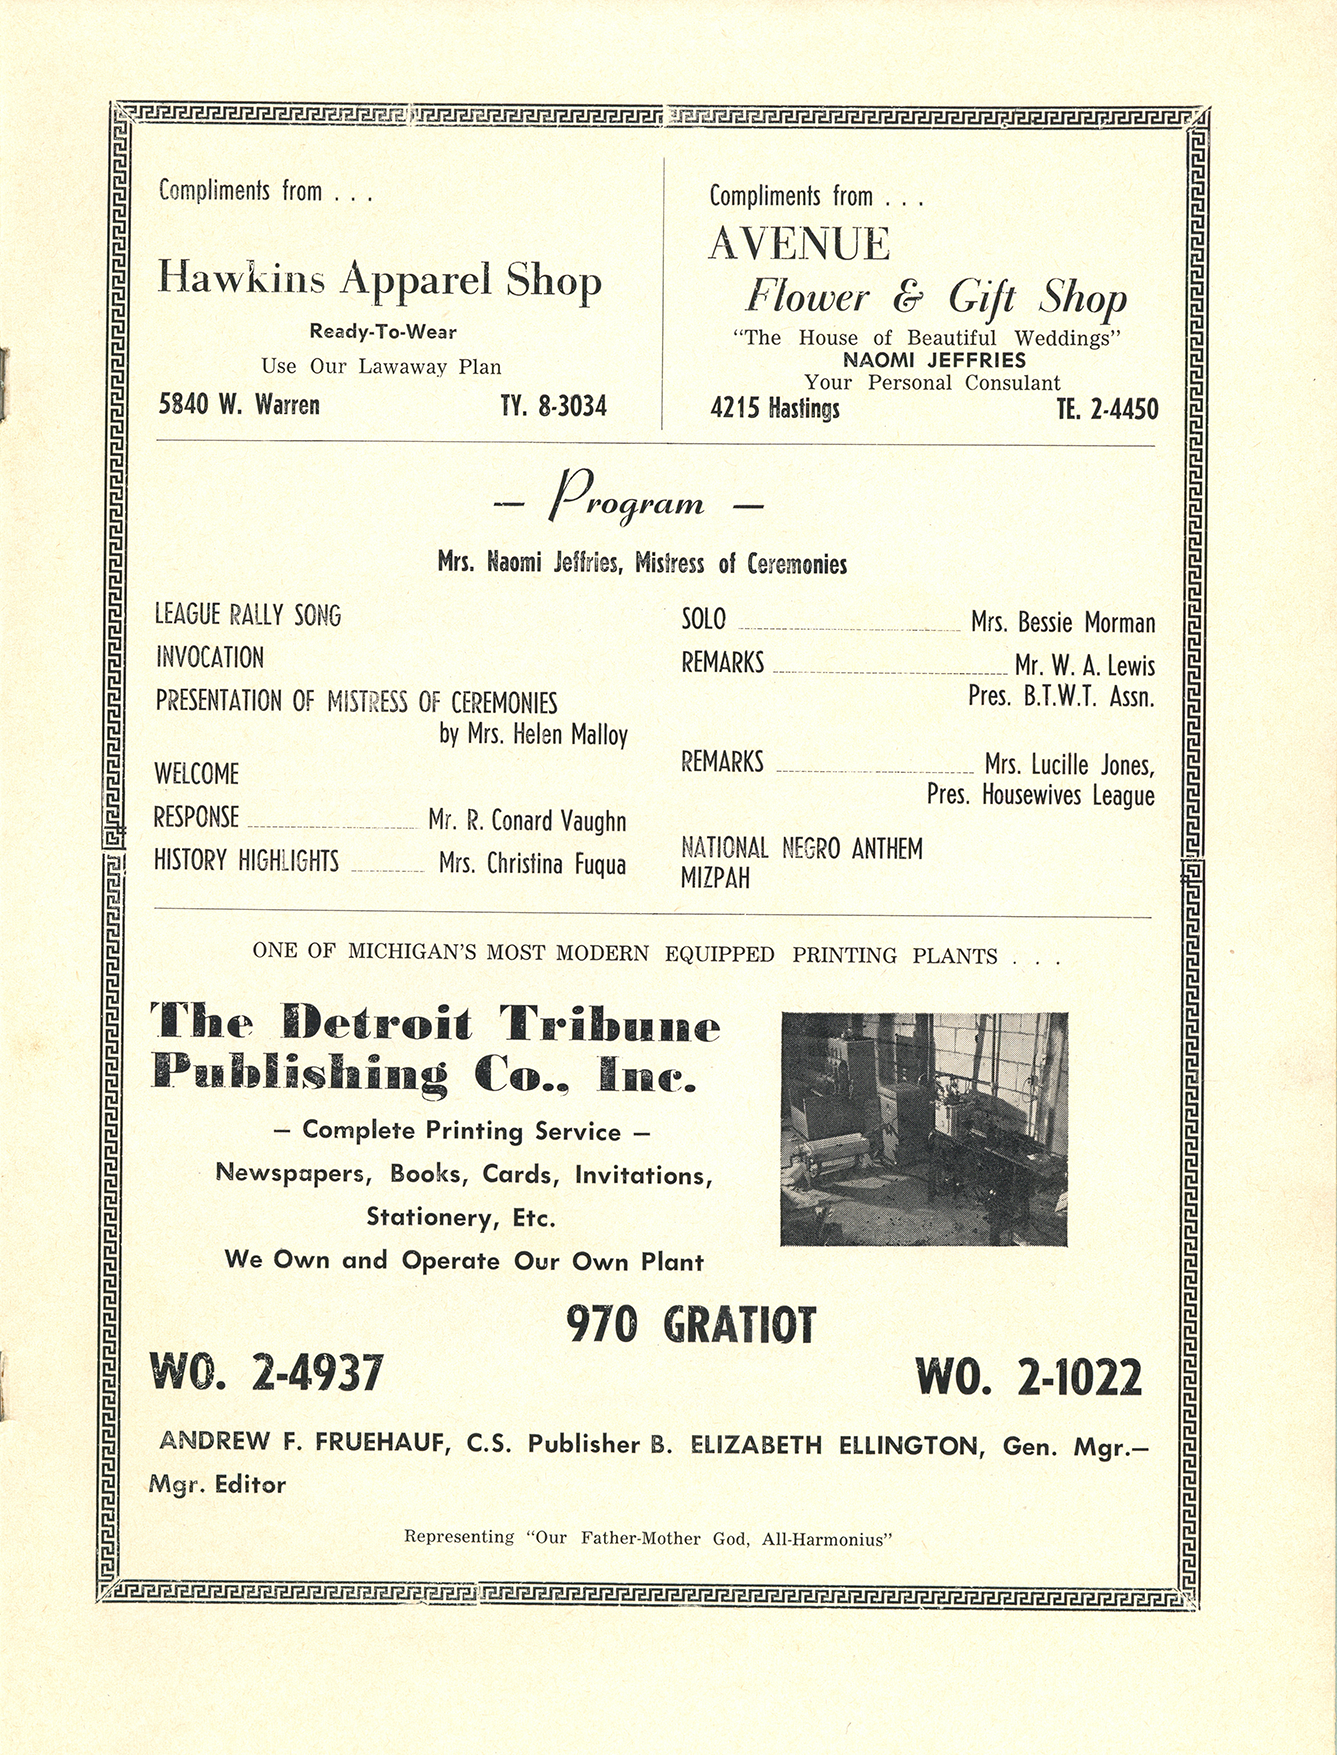 Compliments from . . .
Hawkins Apparel Shop
Ready-To-Wear
Use Our Lawaway Plan
5840 W. Warren TY. 8-3034
Compliments from . . .
AVENUE
Flower & Gift Shop
"The House of Beautiful Weddings"
NAOMI JEFFRIES
Your Personal Consulant
4215 Hastings TE. 2-4450
— Program —
Mrs. Naomi Jeffries, Mistress of Ceremonies
LEAGUE RALLY SONG
INVOCATION
PRESENTATION OF MISTRESS OF CEREMONIES
by Mrs. Helen Malloy
WELCOME
RESPONSE Mr. R. Conard Vaughn
HISTORY HIGHLIGHTS Mrs. Christina Fuqua
SOLO Mrs. Bessie Morman
REMARKS Mr. W. A. Lewis
Pres. B.T.W.T. Assn.
REMARKS Mrs. Lucille Jones,
Pres. Housewives League
NATIONAL NEGRO ANTHEM
MIZPAH
ONE OF MICHIGAN'S MOST MODERN EQUIPPED PRINTING PLANTS . . .
The Detroit Tribune
Publishing Co., Inc.
— Complete Printing Service —
Newspapers, Books, Cards, Invitations,
Stationery, Etc.
We Own and Operate Our Own Plant
970 GRATIOT
WO. 2-4937 WO. 2-1022
ANDREW F. FRUEHAUF, C.S. Publisher B. ELIZABETH ELLINGTON, Gen. Mgr.—
Mgr. Editor
Representing "Our Father-Mother God, All-Harmonius"